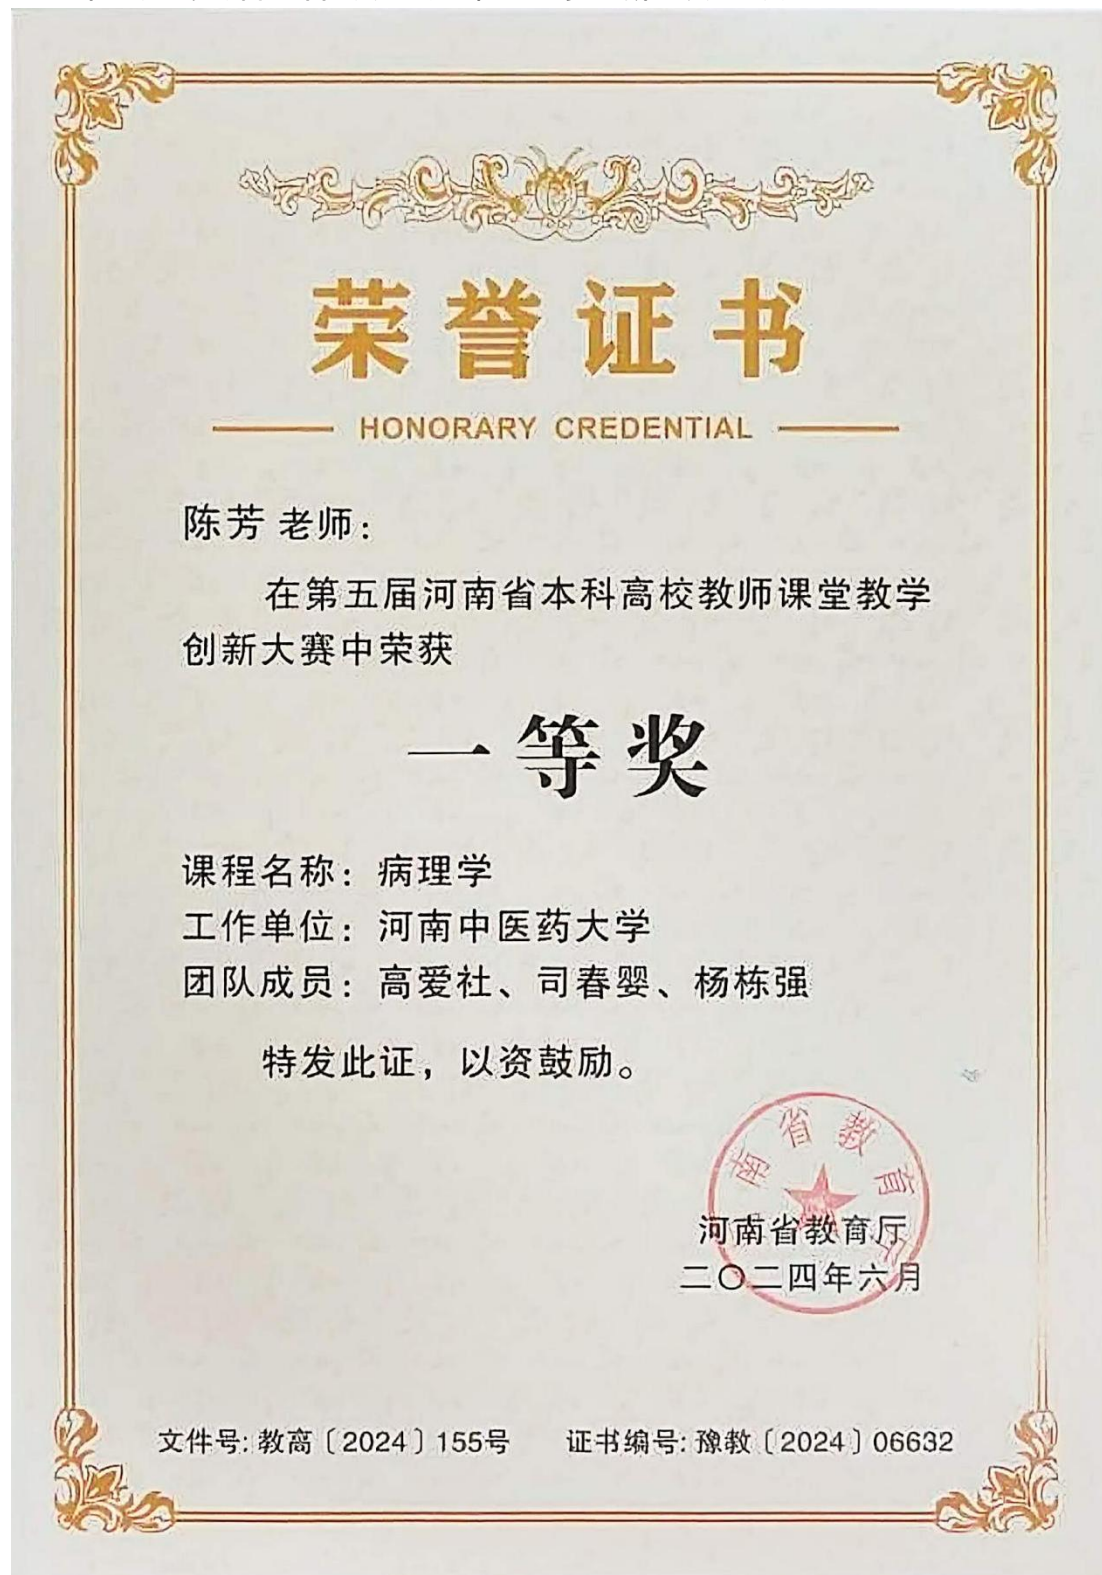 荣誉证书
HONORARY CREDENTIAL
陈芳 老师：
在第五届河南省本科高校教师课堂教学
创新大赛中荣获
一等奖
课程名称：病理学
工作单位：河南中医药大学
团队成员：高爱社、司春婴、杨栋强
特发此证，以资鼓励。
南省教育厅
河南省教育厅
二〇二四年六月
文件号：教高〔2024〕155号 证书编号：豫教〔2024〕06632